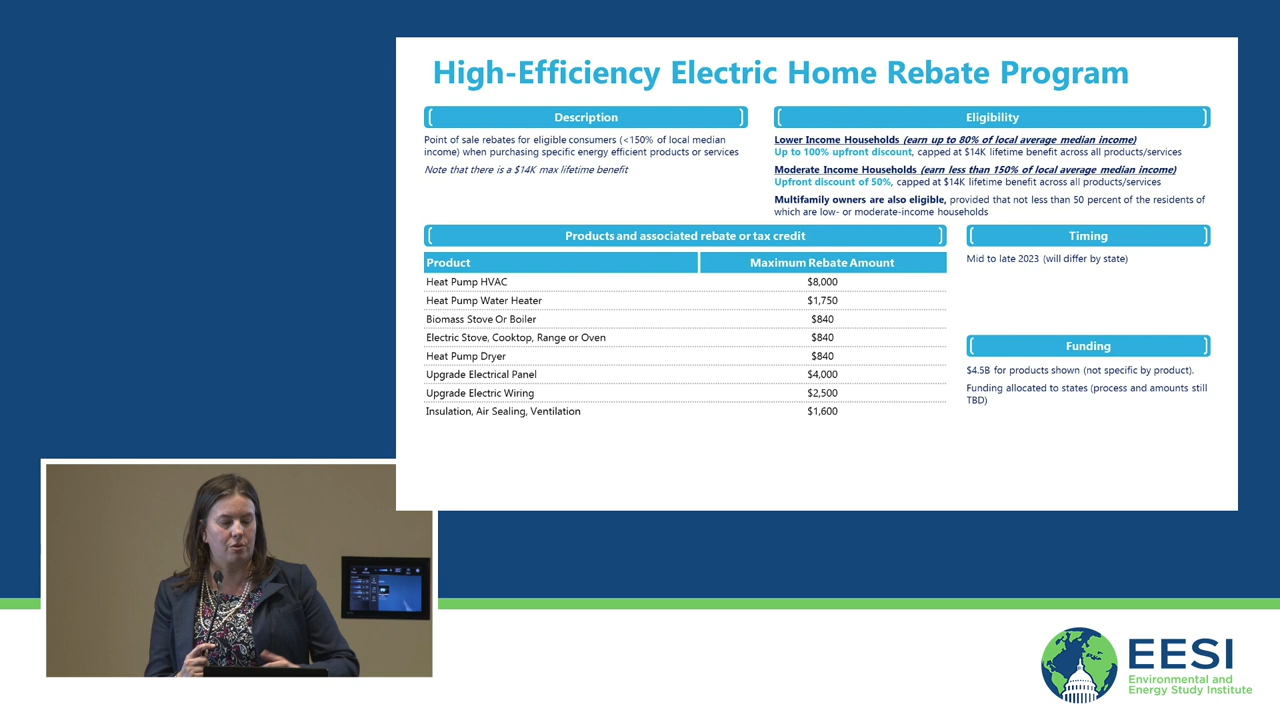 High-Efficiency Electric Home Rebate Program
Description
Point of sale rebates for eligible consumers (<150% of local median
income) when purchasing specific energy efficient products or services
Note that there is a $14K max lifetime benefit
Eligibility
Lower Income Households (earn up to 80% of local average median income)
Up to 100% upfront discount, capped at $14K lifetime benefit across all products/services
Moderate Income Households (earn less than 150% of local average median income)
Upfront discount of 50%, capped at $14K lifetime benefit across all products/services
Multifamily owners are also eligible, provided that not less than 50 percent of the residents of
which are low- or moderate-income households
Products and associated rebate or tax credit
Product Maximum Rebate Amount
Heat Pump HVAC $8,000
Heat Pump Water Heater $1,750
Biomass Stove Or Boiler $840
Electric Stove, Cooktop, Range or Oven $840
Heat Pump Dryer $840
Upgrade Electrical Panel $4,000
Upgrade Electric Wiring $2,500
Insulation, Air Sealing, Ventilation $1,600
Timing
Mid to late 2023 (will differ by state)
Funding
$4.5B for products shown (not specific by product).
Funding allocated to states (process and amounts still
TBD)
EESI
Environmental and
Energy Study Institute